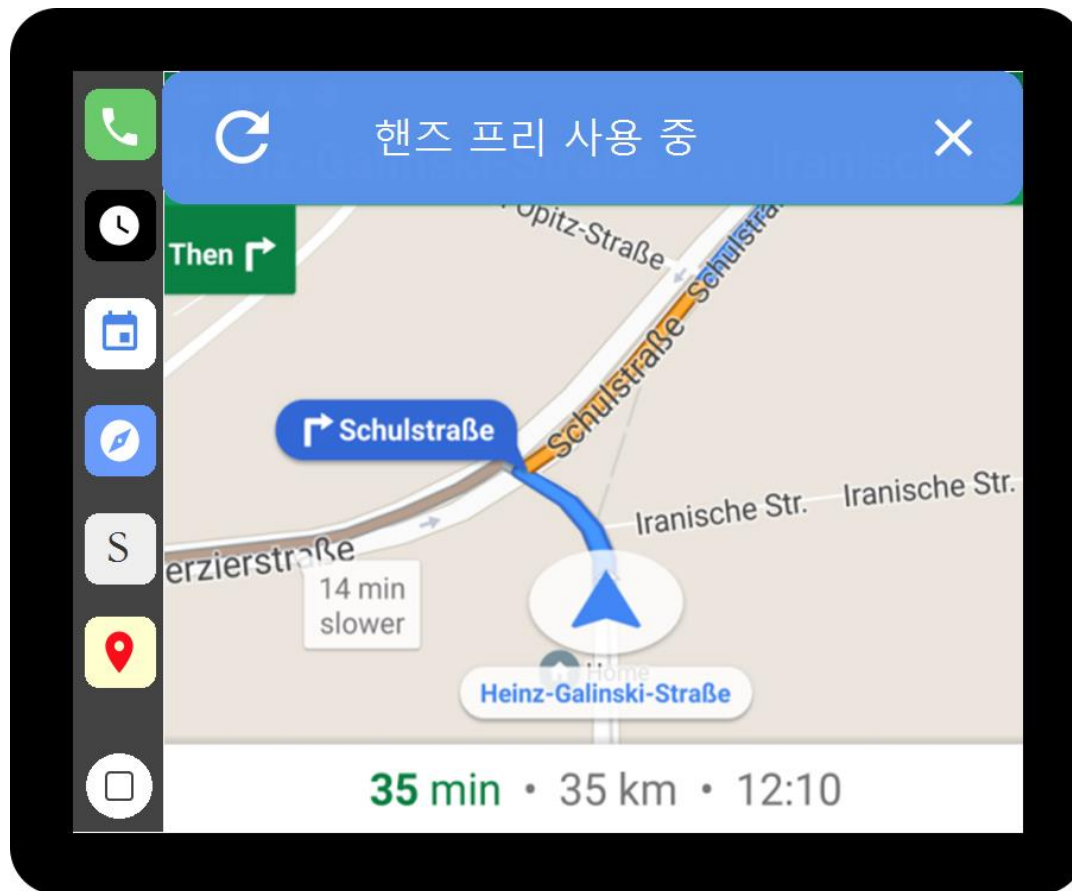 핸즈 프리 사용 중
Then
Opitz-Straße
Schulstraße
Schulstraße
Schulstraße
Iranische Str.
Iranische Str.
erzierstraße
14 min
slower
Home
Heinz-Galinski-Straße
S
35 min • 35 km • 12:10